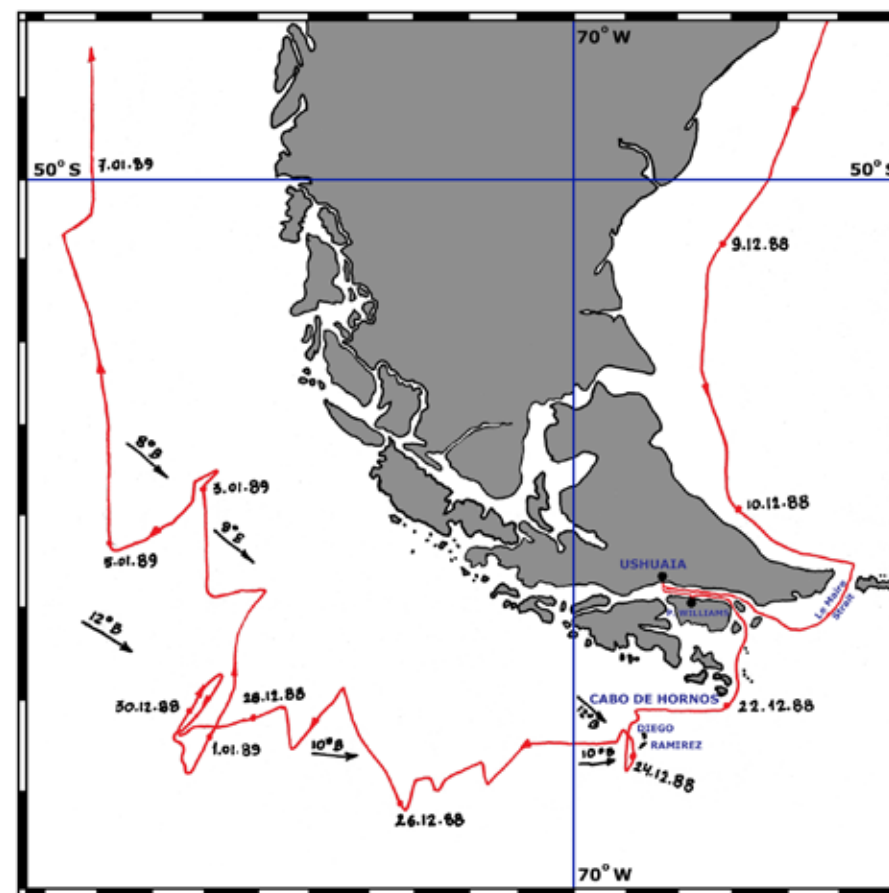 70° W
50° S
50° S
7.01.89
9.12.88
8°B
3.01.89
10.12.88
9°B
5.01.89
USHUAIA
Le Maire
Strait
P. WILLIAMS
12°B
30.12.88
28.12.88
CABO DE HORNOS
22.12.88
12°B
1.01.89
10°B
DIEGO
RAMIREZ
10°B
24.12.88
26.12.88
70° W